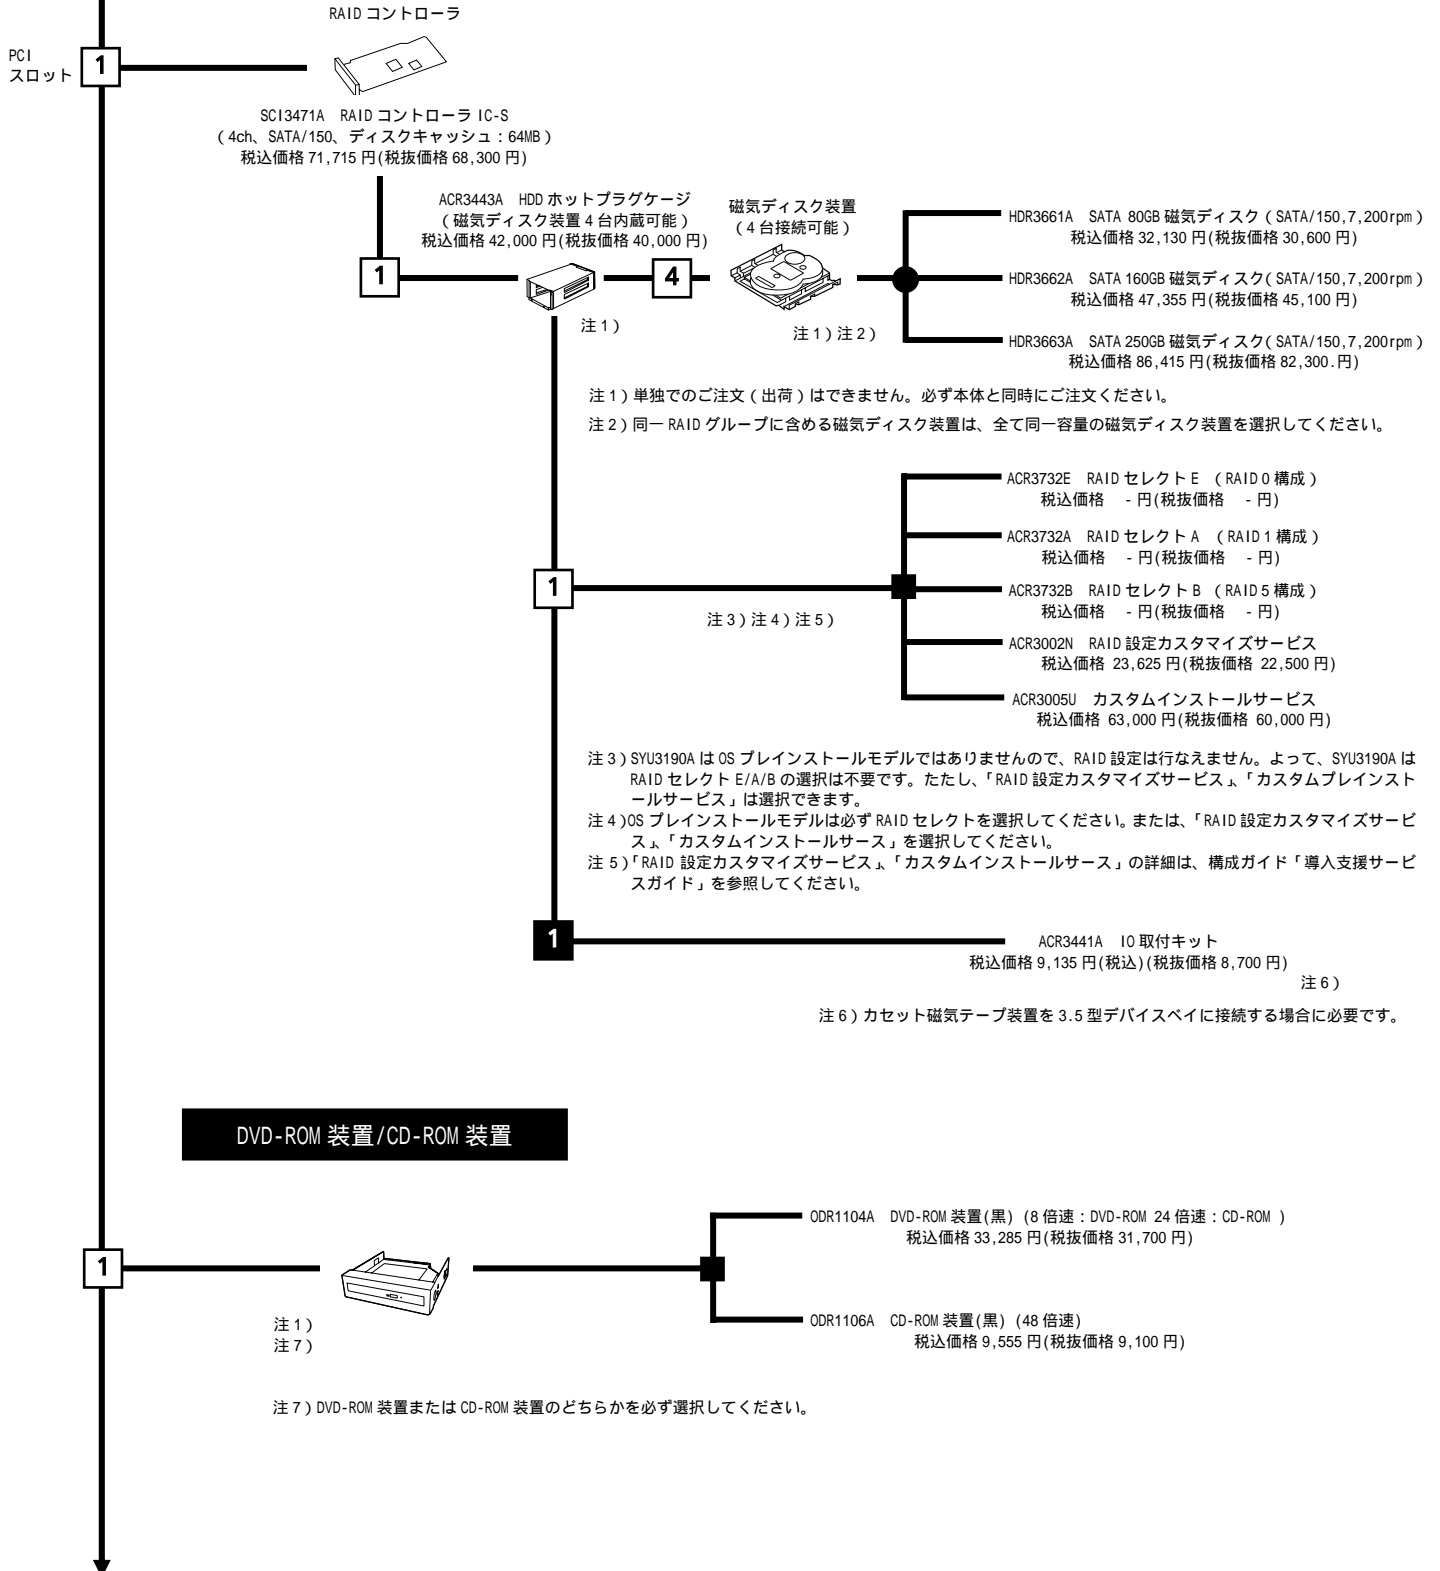 RAID コントローラ
PCI
スロット
1
SCI3471A RAID コントローラ IC-S
(4ch、SATA/150、ディスクキャッシュ：64MB)
税込価格 71,715 円(税抜価格 68,300 円)
ACR3443A HDD ホットプラグケージ
(磁気ディスク装置 4 台内蔵可能)
税込価格 42,000 円(税抜価格 40,000 円)
磁気ディスク装置
(4 台接続可能)
HDR3661A SATA 80GB 磁気ディスク(SATA/150,7,200rpm)
税込価格 32,130 円(税抜価格 30,600 円)
1
4
HDR3662A SATA 160GB 磁気ディスク(SATA/150,7,200rpm)
税込価格 47,355 円(税抜価格 45,100 円)
注 1)
注 1)注 2)
HDR3663A SATA 250GB 磁気ディスク(SATA/150,7,200rpm)
税込価格 86,415 円(税抜価格 82,300.円)
注 1)単独でのご注文(出荷)はできません。必ず本体と同時にご注文ください。
注 2)同一 RAID グループに含める磁気ディスク装置は、全て同一容量の磁気ディスク装置を選択してください。
ACR3732E RAID セレクト E (RAID 0 構成)
税込価格 - 円(税抜価格 - 円)
ACR3732A RAID セレクト A (RAID 1 構成)
税込価格 - 円(税抜価格 - 円)
1
ACR3732B RAID セレクト B (RAID 5 構成)
税込価格 - 円(税抜価格 - 円)
注 3)注 4)注 5)
ACR3002N RAID 設定カスタマイズサービス
税込価格 23,625 円(税抜価格 22,500 円)
ACR3005U カスタムインストールサービス
税込価格 63,000 円(税抜価格 60,000 円)
注 3)SYU3190A は OS プレインストールモデルではありませんので、RAID 設定は行なえません。よって、SYU3190A は
RAID セレクト E/A/B の選択は不要です。たたし、「RAID 設定カスタマイズサービス」、「カスタムプレインスト
ールサービス」は選択できます。
注 4)OS プレインストールモデルは必ず RAID セレクトを選択してください。または、「RAID 設定カスタマイズサービ
ス」、「カスタムインストールサース」を選択してください。
注 5)「RAID 設定カスタマイズサービス」、「カスタムインストールサース」の詳細は、構成ガイド「導入支援サービ
スガイド」を参照してください。
1
ACR3441A IO 取付キット
税込価格 9,135 円(税込)(税抜価格 8,700 円)
注 6)
注 6)カセット磁気テープ装置を 3.5 型デバイスベイに接続する場合に必要です。
DVD-ROM 装置/CD-ROM 装置
ODR1104A DVD-ROM 装置(黒) (8 倍速：DVD-ROM 24 倍速：CD-ROM )
税込価格 33,285 円(税抜価格 31,700 円)
1
ODR1106A CD-ROM 装置(黒) (48 倍速)
税込価格 9,555 円(税抜価格 9,100 円)
注 1)
注 7)
注 7)DVD-ROM 装置または CD-ROM 装置のどちらかを必ず選択してください。